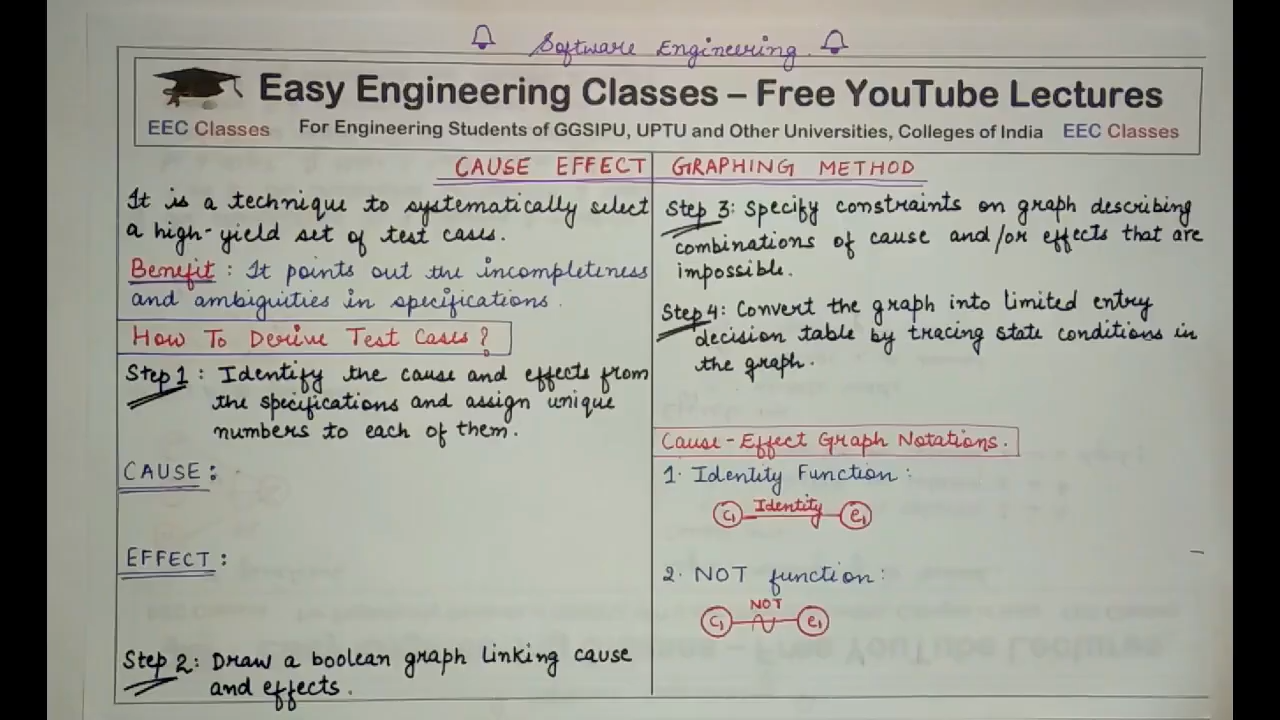 Software Engineering
Easy Engineering Classes – Free YouTube Lectures
EEC Classes For Engineering Students of GGSIPU, UPTU and Other Universities, Colleges of India EEC Classes
CAUSE EFFECT GRAPHING METHOD
It is a technique to systematically select
a high-yield set of test cases.
Benefit : It points out the incompleteness
and ambiguities in specifications.
How To Derive Test Cases?
Step 1 : Identify the cause and effects from
the specifications and assign unique
numbers to each of them.
CAUSE :
EFFECT :
Step 2 : Draw a boolean graph linking cause
and effects.
Step 3: Specify constraints on graph describing
combinations of cause and/or effects that are
impossible.
Step 4: Convert the graph into limited entry
decision table by tracing state conditions in
the graph.
Cause-Effect Graph Notations.
1. Identity Function :
C1 Identity e1
2. NOT function :
C1 NOT e1